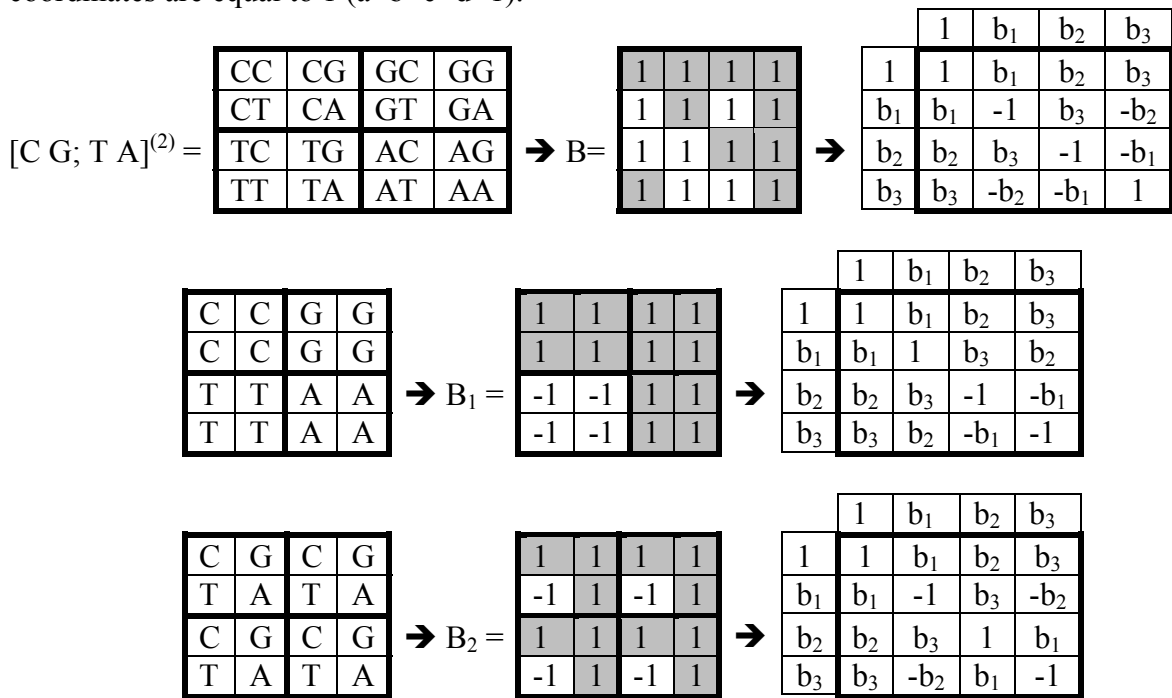 coordinates are equal to 1 (a=b=c=d=1).
1 b₁ b₂ b₃
CC CG GC GG 1 1 1 1 1 1 b₁ b₂ b₃
CT CA GT GA 1 1 1 1 b₁ b₁ -1 b₃ -b₂
[C G; T A]⁽²⁾ = ➔ B= ➔
TC TG AC AG 1 1 1 1 b₂ b₂ b₃ -1 -b₁
TT TA AT AA 1 1 1 1 b₃ b₃ -b₂ -b₁ 1
1 b₁ b₂ b₃
C C G G 1 1 1 1 1 1 b₁ b₂ b₃
C C G G 1 1 1 1 b₁ b₁ 1 b₃ b₂
➔ B₁ = ➔
T T A A -1 -1 1 1 b₂ b₂ b₃ -1 -b₁
T T A A -1 -1 1 1 b₃ b₃ b₂ -b₁ -1
1 b₁ b₂ b₃
C G C G 1 1 1 1 1 1 b₁ b₂ b₃
T A T A -1 1 -1 1 b₁ b₁ -1 b₃ -b₂
➔ B₂ = ➔
C G C G 1 1 1 1 b₂ b₂ b₃ 1 b₁
T A T A -1 1 -1 1 b₃ b₃ -b₂ b₁ -1